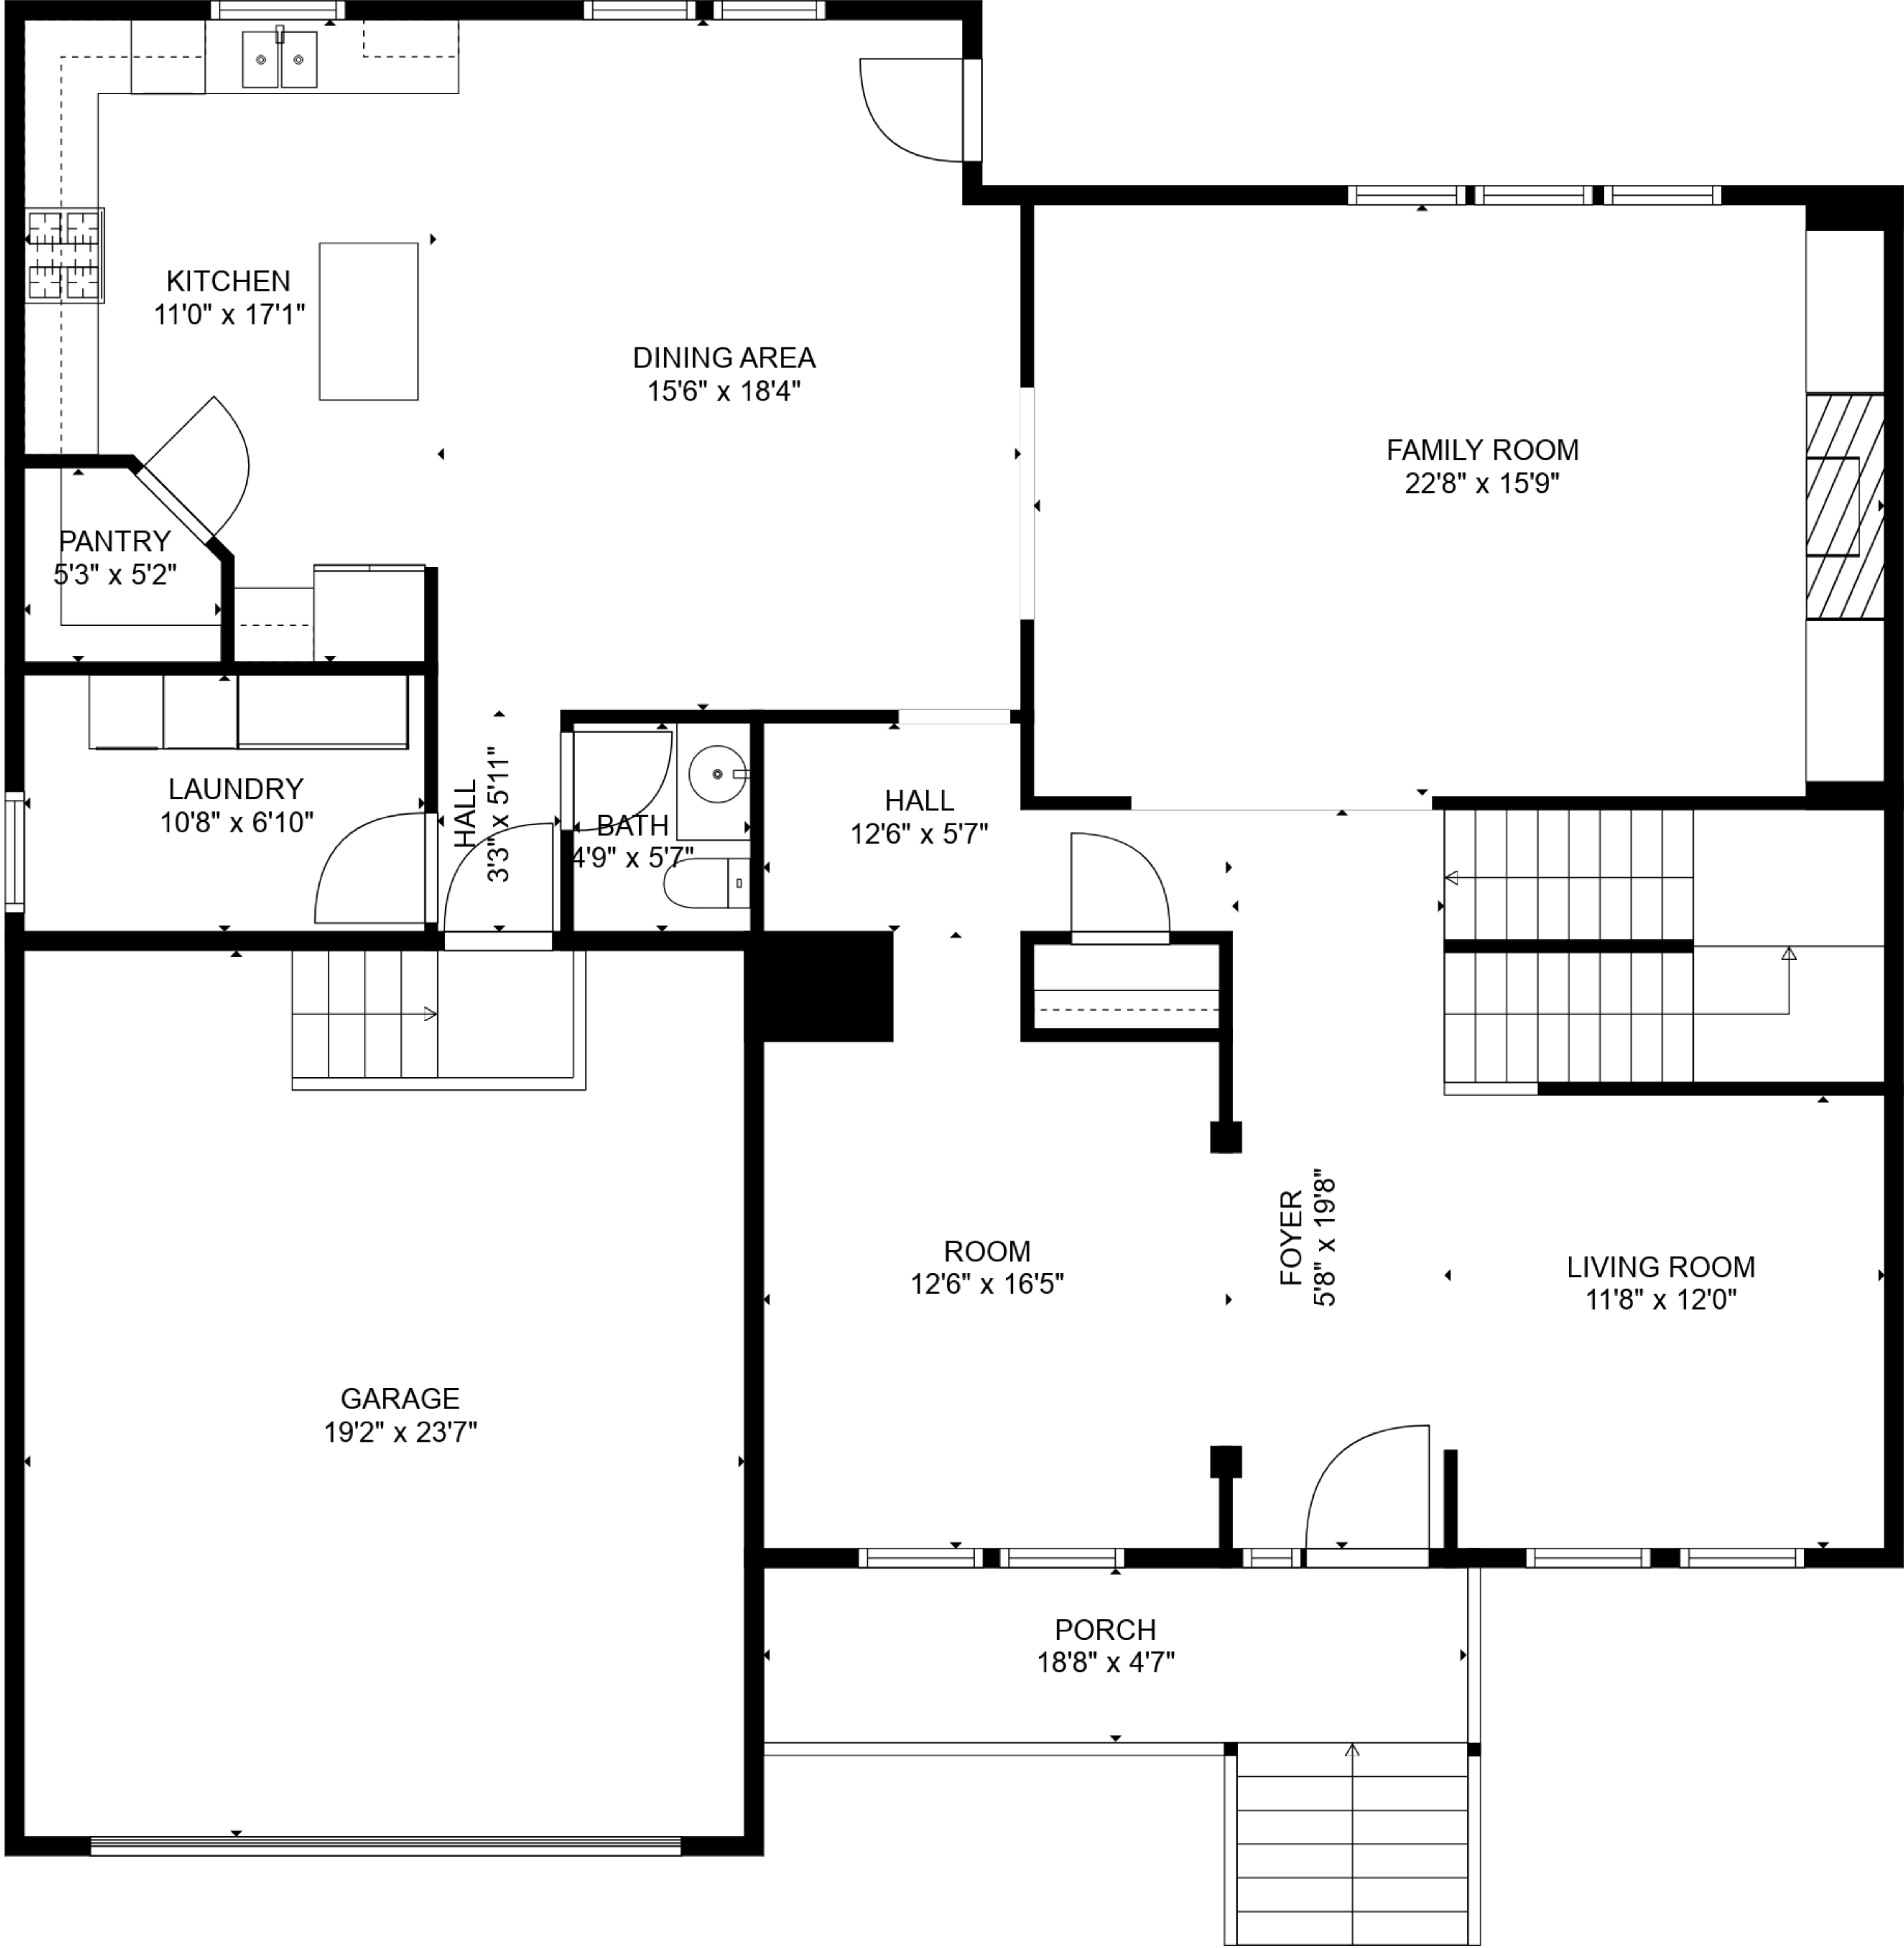 KITCHEN
11'0" x 17'1"
DINING AREA
15'6" x 18'4"
FAMILY ROOM
22'8" x 15'9"
PANTRY
5'3" x 5'2"
LAUNDRY
10'8" x 6'10"
HALL
3'3" x 5'11"
BATH
4'9" x 5'7"
HALL
12'6" x 5'7"
ROOM
12'6" x 16'5"
FOYER
5'8" x 19'8"
LIVING ROOM
11'8" x 12'0"
GARAGE
19'2" x 23'7"
PORCH
18'8" x 4'7"